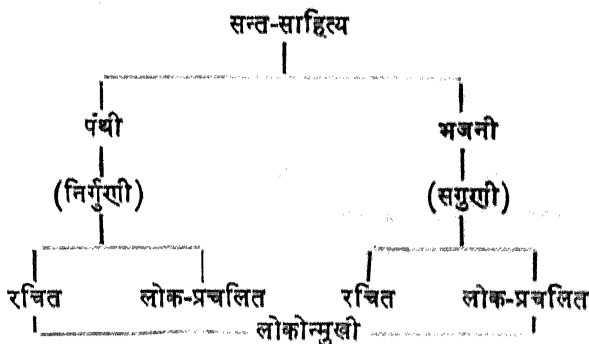 सन्त-साहित्य
पंथी भजनी
(निर्गुणी) (सगुणी)
रचित लोक-प्रचलित रचित लोक-प्रचलित
लोकोन्मुखी